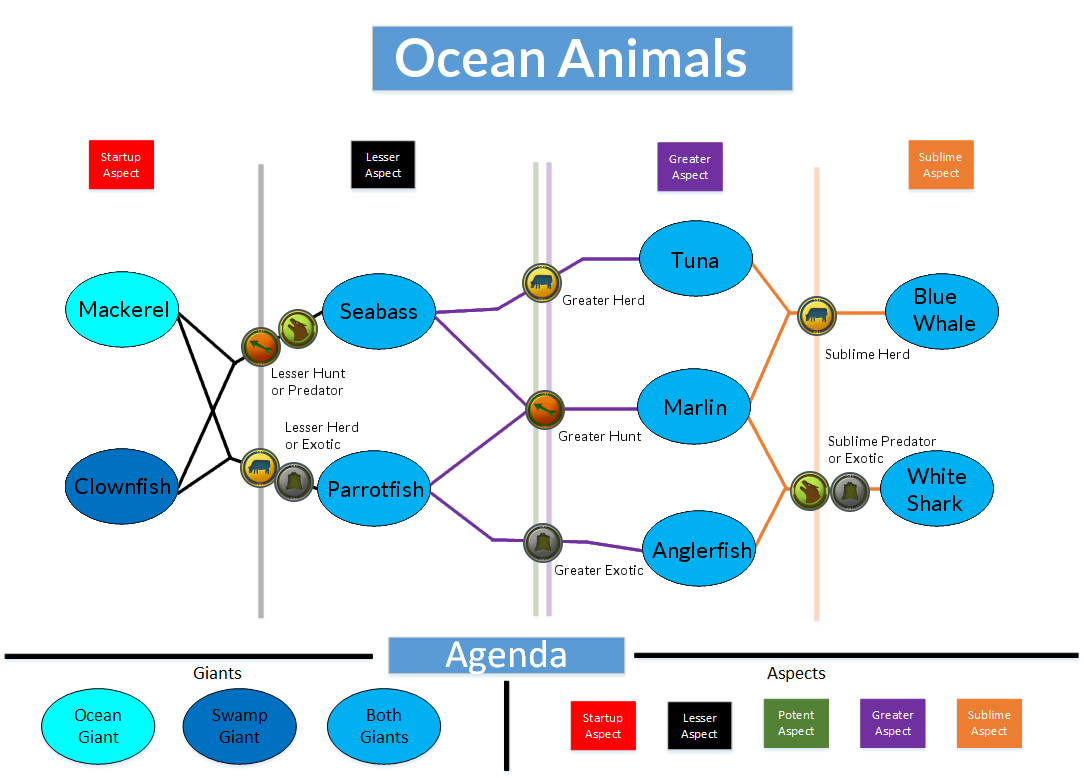 Ocean Animals
Startup
Aspect
Lesser
Aspect
Greater
Aspect
Sublime
Aspect
Mackerel
Seabass
Tuna
Blue
Whale
Greater Herd
Sublime Herd
Lesser Hunt
or Predator
Marlin
Lesser Herd
or Exotic
Greater Hunt
Sublime Predator
or Exotic
Clownfish
Parrotfish
White
Shark
Anglerfish
Greater Exotic
Agenda
Giants
Aspects
Ocean
Giant
Swamp
Giant
Both
Giants
Startup
Aspect
Lesser
Aspect
Potent
Aspect
Greater
Aspect
Sublime
Aspect